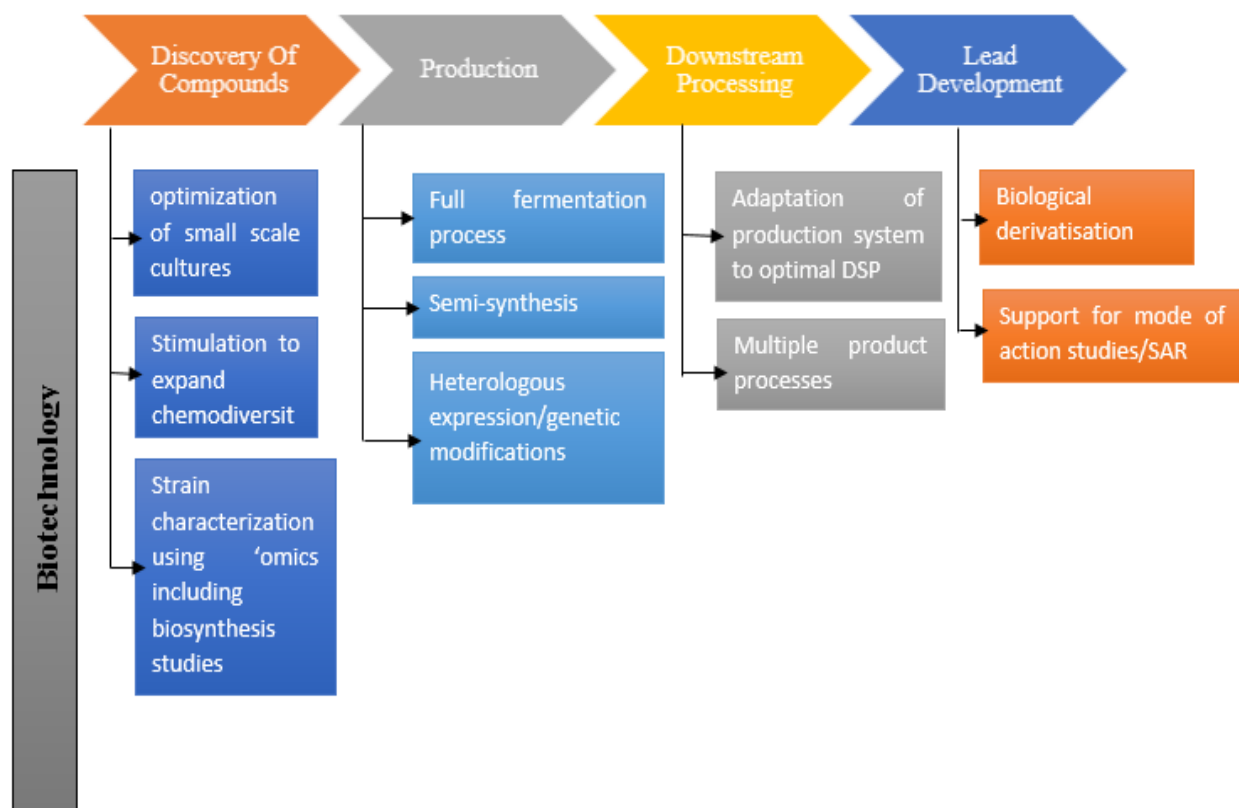 Discovery Of
Compounds
Production
Downstream
Processing
Lead
Development
Biotechnology
optimization
of small scale
cultures
Stimulation to
expand
chemodiversit
Strain
characterization
using ‘omics
including
biosynthesis
studies
Full fermentation
process
Semi-synthesis
Heterologous
expression/genetic
modifications
Adaptation of
production system
to optimal DSP
Multiple product
processes
Biological
derivatisation
Support for mode of
action studies/SAR